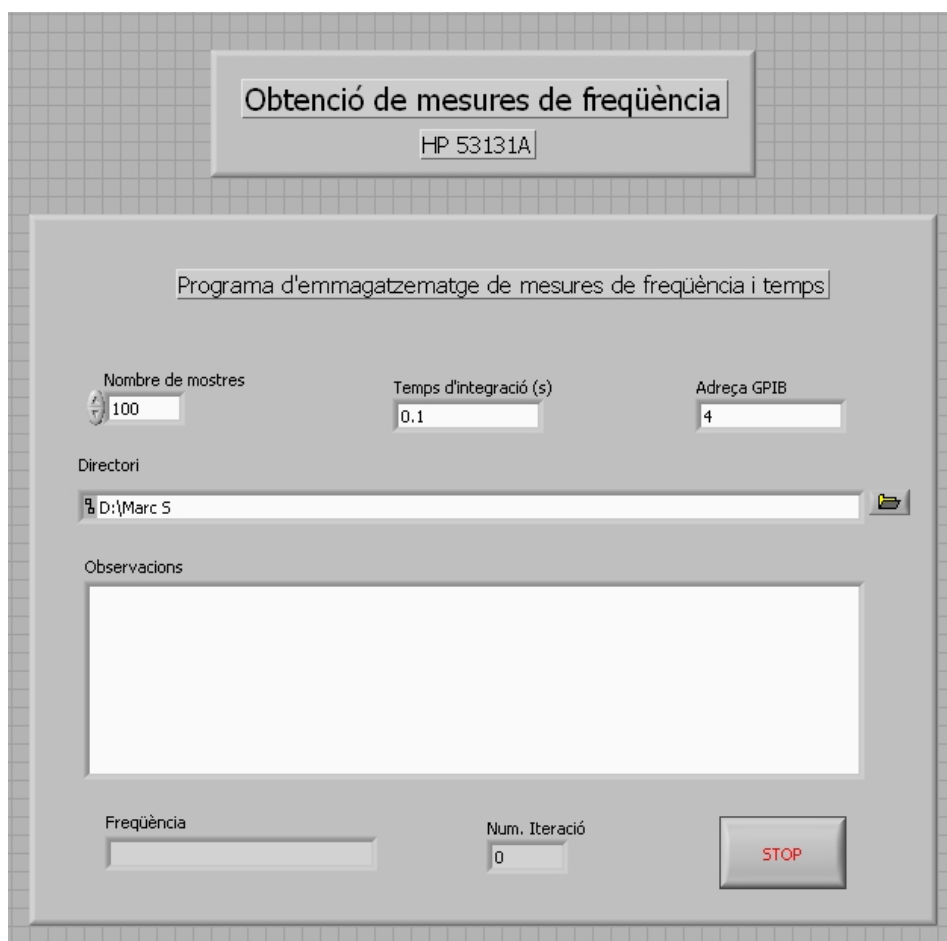 Obtenció de mesures de freqüència
HP 53131A
Programa d'emmagatzematge de mesures de freqüència i temps
Nombre de mostres
100
Temps d'integració (s)
0.1
Adreça GPIB
4
Directori
D:\Marc S
Observacions
Freqüència
Num. Iteració
0
STOP